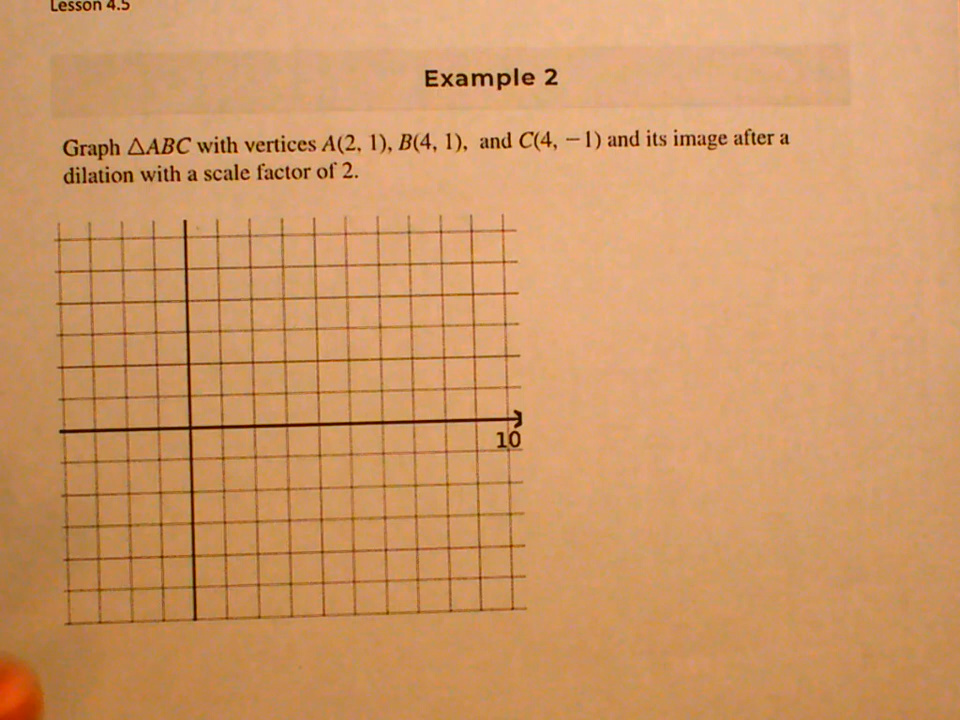 Lesson 4.5
Example 2
Graph △ABC with vertices A(2, 1), B(4, 1), and C(4, −1) and its image after a
dilation with a scale factor of 2.
10